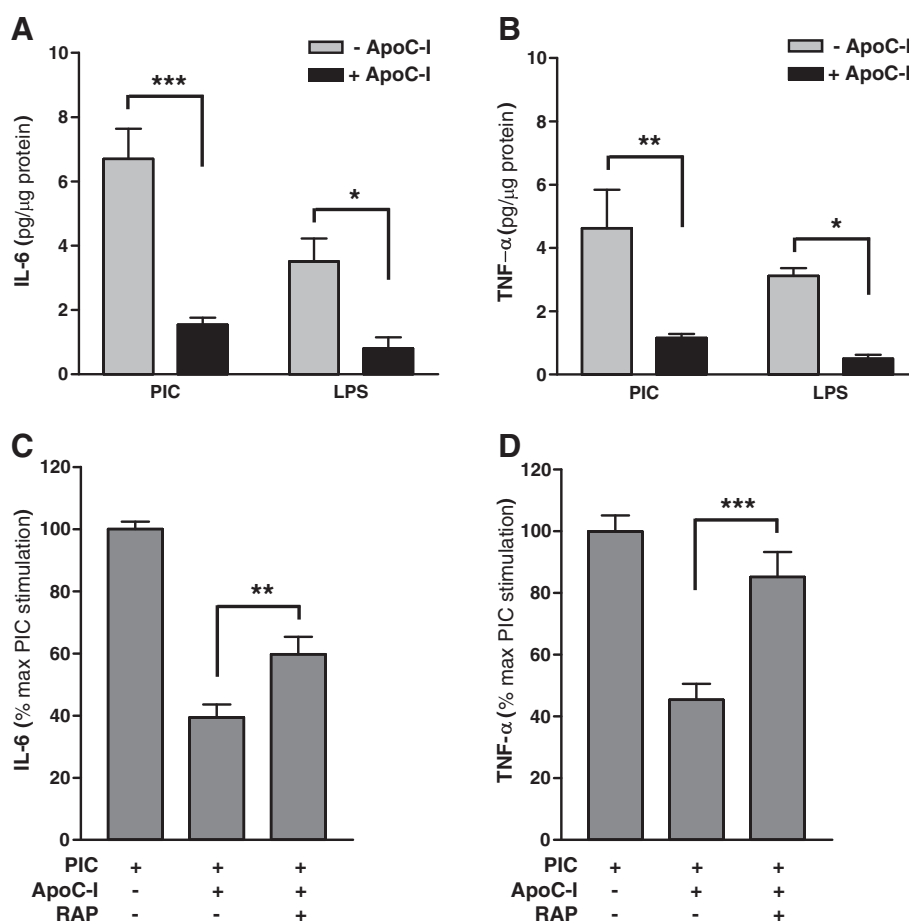 A
- ApoC-I
+ ApoC-I
IL-6 (pg/μg protein)
10
8
6
4
2
0
***
*
PIC LPS
B
- ApoC-I
+ ApoC-I
TNF-α (pg/μg protein)
10
8
6
4
2
0
**
*
PIC LPS
C
IL-6 (% max PIC stimulation)
120
100
80
60
40
20
0
**
PIC + + +
ApoC-I - + +
RAP - - +
D
TNF-α (% max PIC stimulation)
120
100
80
60
40
20
0
***
PIC + + +
ApoC-I - + +
RAP - - +